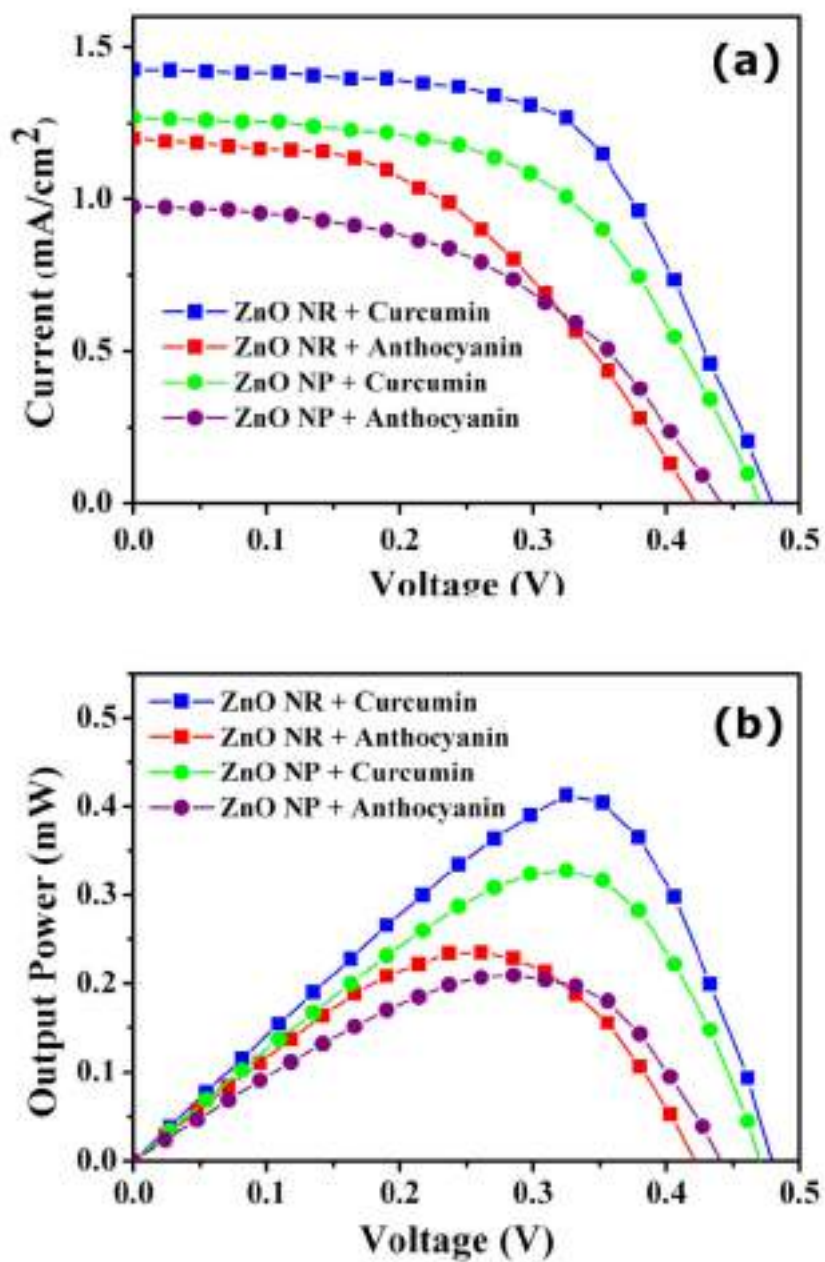 (a)
1.5
1.0
0.5
0.0
Current (mA/cm²)
ZnO NR + Curcumin
ZnO NR + Anthocyanin
ZnO NP + Curcumin
ZnO NP + Anthocyanin
0.0 0.1 0.2 0.3 0.4 0.5
Voltage (V)
(b)
0.5
0.4
0.3
0.2
0.1
0.0
Output Power (mW)
ZnO NR + Curcumin
ZnO NR + Anthocyanin
ZnO NP + Curcumin
ZnO NP + Anthocyanin
0.0 0.1 0.2 0.3 0.4 0.5
Voltage (V)